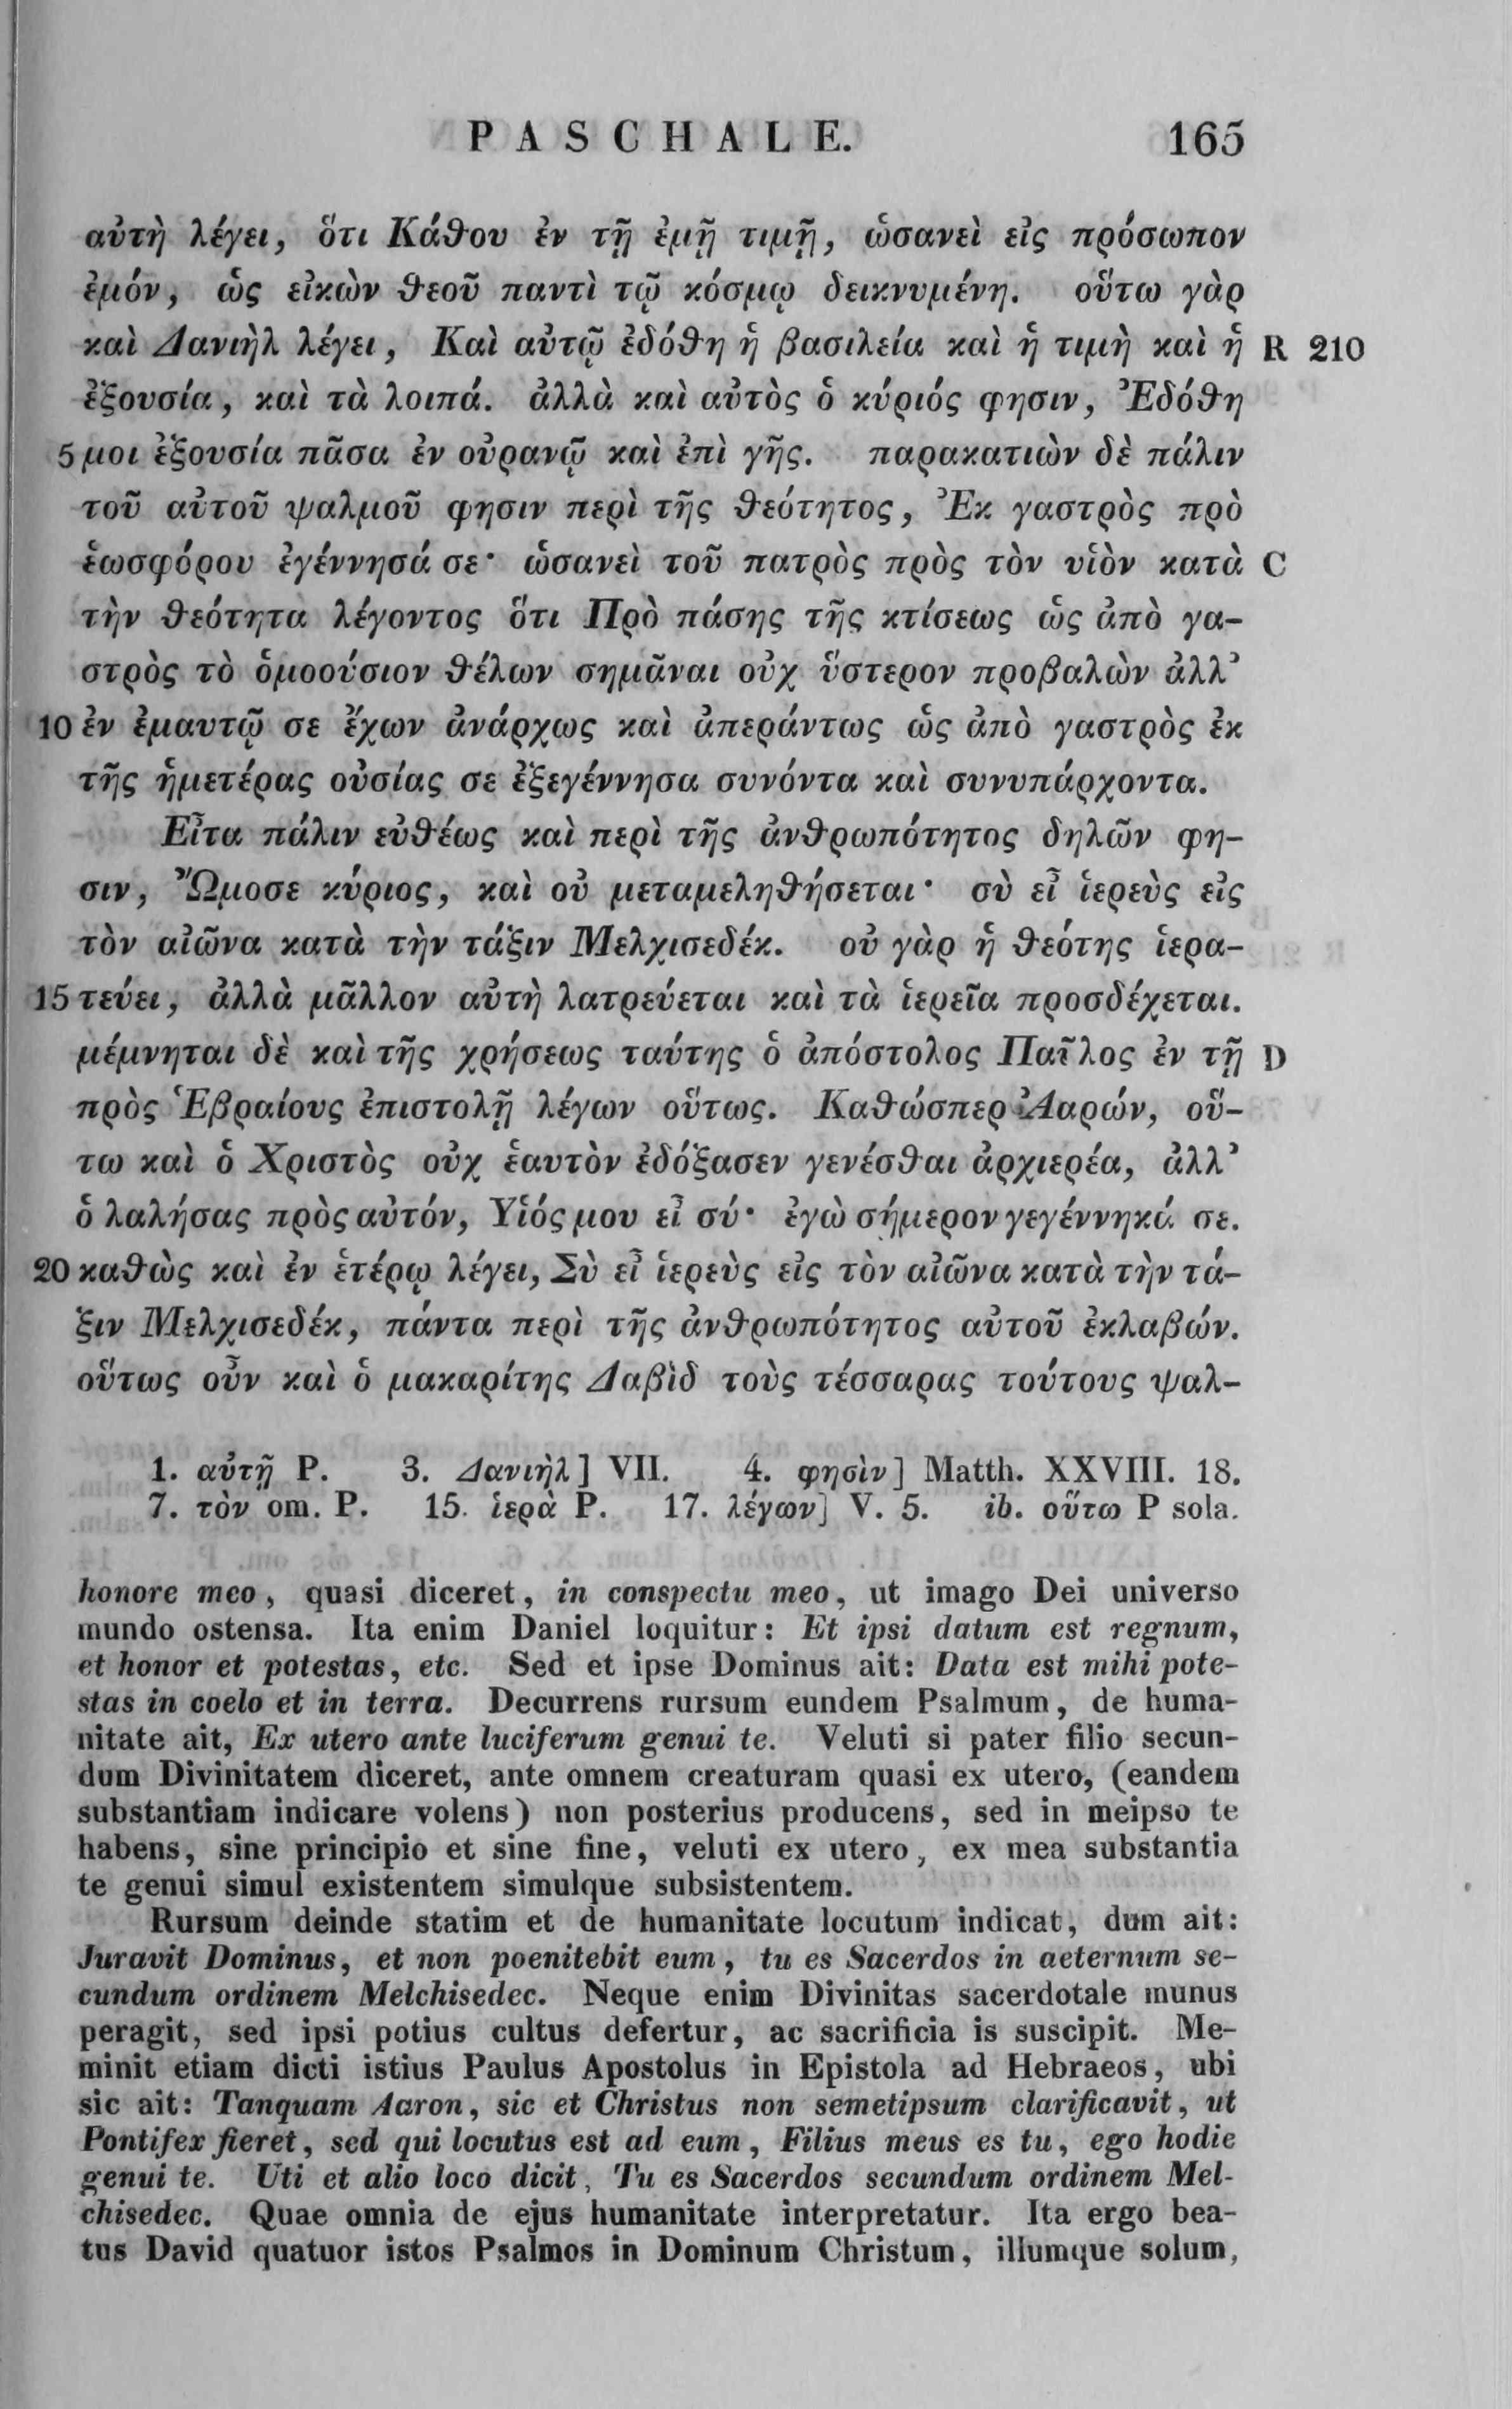 PASCHALE. 165
αὐτὴ λέγει, ὅτι Κάθου ἐν τῇ ἐμῇ τιμῇ, ὡσανεὶ εἰς πρόσωπον
ἐμόν, ὡς εἰκὼν θεοῦ παντὶ τῷ κόσμῳ δεικνυμένη. οὕτω γὰρ
καὶ Δανιὴλ λέγει, Καὶ αὐτῷ ἐδόθη ἡ βασιλεία καὶ ἡ τιμὴ καὶ ἡ R 210
ἐξουσία, καὶ τὰ λοιπά. ἀλλὰ καὶ αὐτὸς ὁ κύριός φησιν, Ἐδόθη
5 μοι ἐξουσία πᾶσα ἐν οὐρανῷ καὶ ἐπὶ γῆς. παρακατιὼν δὲ πάλιν
τοῦ αὐτοῦ ψαλμοῦ φησιν περὶ τῆς θεότητος, Ἐκ γαστρὸς πρὸ
ἑωσφόρου ἐγέννησά σε· ὡσανεὶ τοῦ πατρὸς πρὸς τὸν υἱὸν κατὰ C
τὴν θεότητα λέγοντος ὅτι Πρὸ πάσης τῆς κτίσεως ὡς ἀπὸ γα-
στρὸς τὸ ὁμοούσιον θέλων σημᾶναι οὐχ ὕστερον προβαλὼν ἀλλ’
10 ἐν ἐμαυτῷ σε ἔχων ἀνάρχως καὶ ἀπεράντως ὡς ἀπὸ γαστρὸς ἐκ
τῆς ἡμετέρας οὐσίας σε ἐξεγέννησα συνόντα καὶ συνυπάρχοντα.
Εἶτα πάλιν εὐθέως καὶ περὶ τῆς ἀνθρωπότητος δηλῶν φη-
σιν, Ὤμοσε κύριος, καὶ οὐ μεταμεληθήσεται· σὺ εἶ ἱερεὺς εἰς
τὸν αἰῶνα κατὰ τὴν τάξιν Μελχισεδέκ. οὐ γὰρ ἡ θεότης ἱερα-
15 τεύει, ἀλλὰ μᾶλλον αὐτὴ λατρεύεται καὶ τὰ ἱερεῖα προσδέχεται.
μέμνηται δὲ καὶ τῆς χρήσεως ταύτης ὁ ἀπόστολος Παῦλος ἐν τῇ D
πρὸς Ἑβραίους ἐπιστολῇ λέγων οὕτως. Καθώσπερ Ἀαρών, οὕ-
τω καὶ ὁ Χριστὸς οὐχ ἑαυτὸν ἐδόξασεν γενέσθαι ἀρχιερέα, ἀλλ’
ὁ λαλήσας πρὸς αὐτόν, Υἱός μου εἶ σύ· ἐγὼ σήμερον γεγέννηκά σε.
20 καθὼς καὶ ἐν ἑτέρῳ λέγει, Σὺ εἶ ἱερεὺς εἰς τὸν αἰῶνα κατὰ τὴν τά-
ξιν Μελχισεδέκ, πάντα περὶ τῆς ἀνθρωπότητος αὐτοῦ ἐκλαβών.
οὕτως οὖν καὶ ὁ μακαρίτης Δαβὶδ τοὺς τέσσαρας τούτους ψαλ-
1. αὐτῇ P. 3. Δανιὴλ] VII. 4. φησὶν] Matth. XXVIII. 18.
7. τὸν om. P. 15. ἱερὰ P. 17. λέγων] V. 5. ib. οὕτω P sola.
honore meo, quasi diceret, in conspectu meo, ut imago Dei universo
mundo ostensa. Ita enim Daniel loquitur: Et ipsi datum est regnum,
et honor et potestas, etc. Sed et ipse Dominus ait: Data est mihi pote-
stas in coelo et in terra. Decurrens rursum eundem Psalmum, de huma-
nitate ait, Ex utero ante luciferum genui te. Veluti si pater filio secun-
dum Divinitatem diceret, ante omnem creaturam quasi ex utero, (eandem
substantiam indicare volens) non posterius producens, sed in meipso te
habens, sine principio et sine fine, veluti ex utero, ex mea substantia
te genui simul existentem simulque subsistentem.
Rursum deinde statim et de humanitate locutum indicat, dum ait:
Juravit Dominus, et non poenitebit eum, tu es Sacerdos in aeternum se-
cundum ordinem Melchisedec. Neque enim Divinitas sacerdotale munus
peragit, sed ipsi potius cultus defertur, ac sacrificia is suscipit. Me-
minit etiam dicti istius Paulus Apostolus in Epistola ad Hebraeos, ubi
sic ait: Tanquam Aaron, sic et Christus non semetipsum clarificavit, ut
Pontifex fieret, sed qui locutus est ad eum, Filius meus es tu, ego hodie
genui te. Uti et alio loco dicit, Tu es Sacerdos secundum ordinem Mel-
chisedec. Quae omnia de ejus humanitate interpretatur. Ita ergo bea-
tus David quatuor istos Psalmos in Dominum Christum, illumque solum,